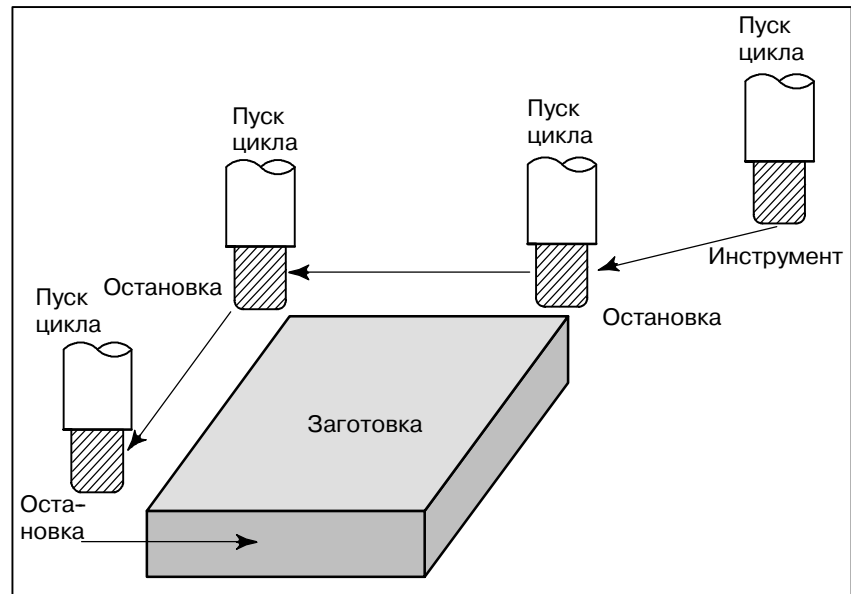 Пуск
цикла
Пуск
цикла
Пуск
цикла
Инструмент
Остановка
Пуск
цикла
Остановка
Заготовка
Оста-
новка